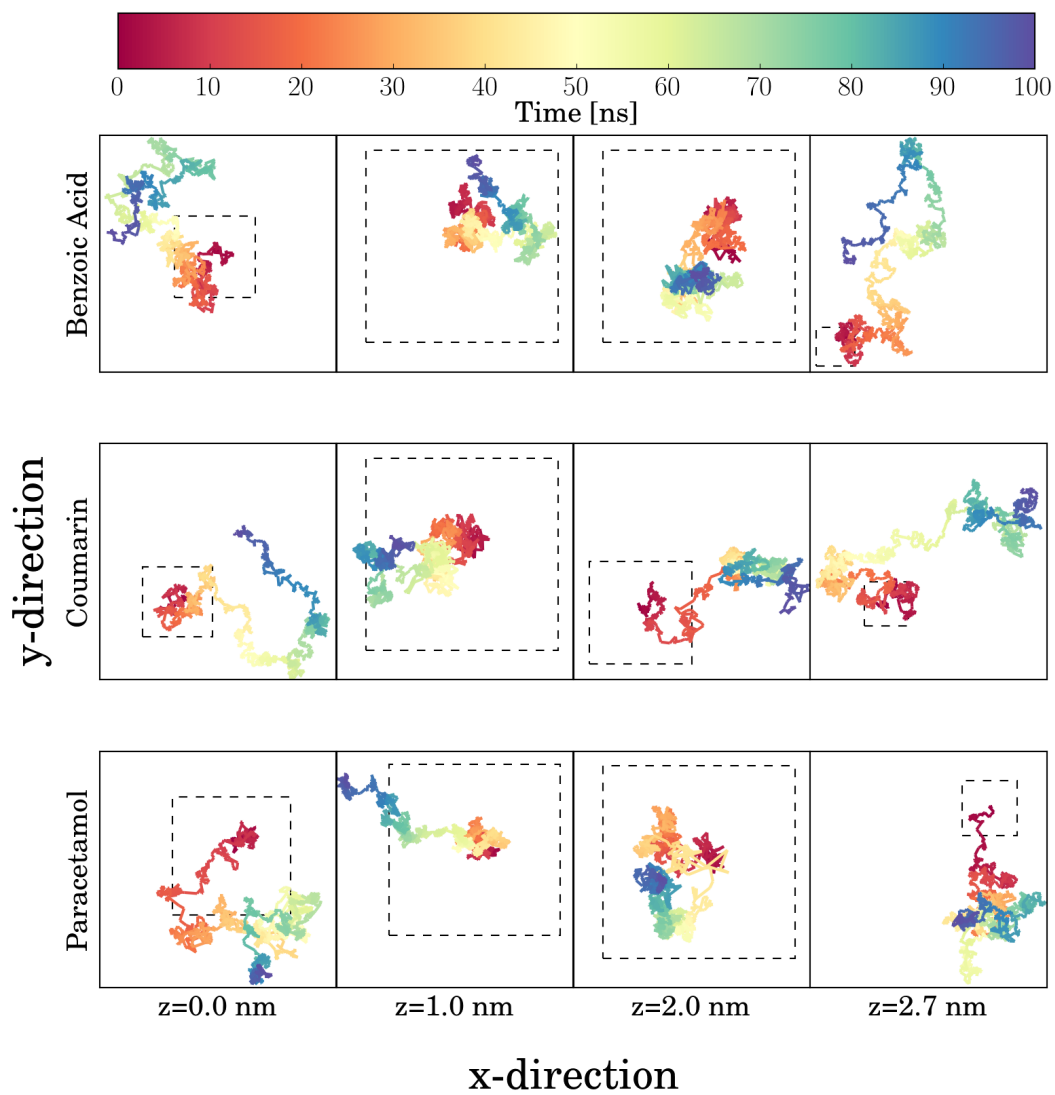 0 10 20 30 40 50 60 70 80 90 100
Time [ns]
Benzoic Acid
Coumarin
y-direction
Paracetamol
z=0.0 nm z=1.0 nm z=2.0 nm z=2.7 nm
x-direction